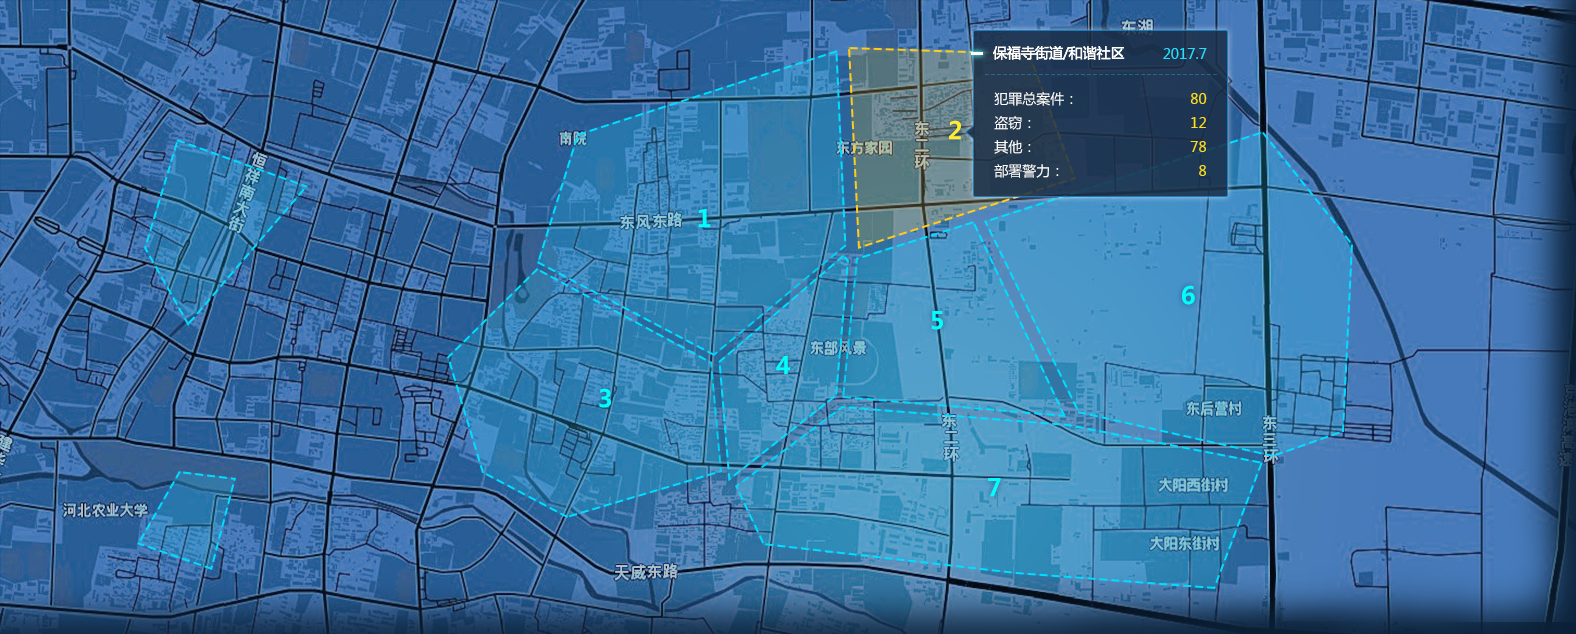 东湖
保福寺街道/和谐社区 2017.7
犯罪总案件： 80
盗窃： 12
其他： 78
部署警力： 8
南院
东二环
2
东方家园
恒祥南大街
东风东路
1
6
5
东部风景
4
3
东后营村
东二环
东三环
7
大阳西街村
河北农业大学
大阳东街村
天威东路